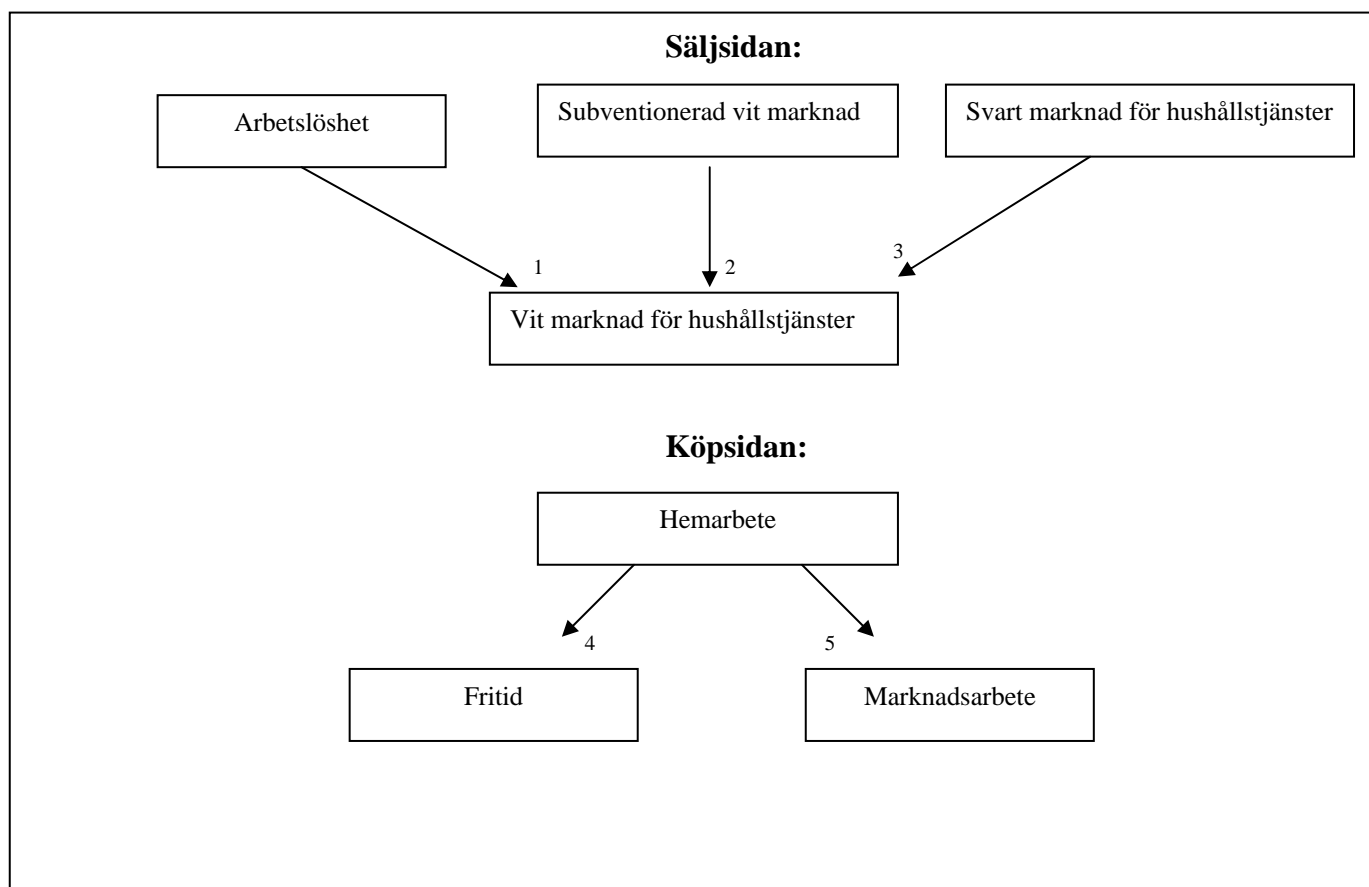 Säljsidan:
Arbetslöshet
Subventionerad vit marknad
Svart marknad för hushållstjänster
1
2
3
Vit marknad för hushållstjänster
Köpsidan:
Hemarbete
4
5
Fritid
Marknadsarbete